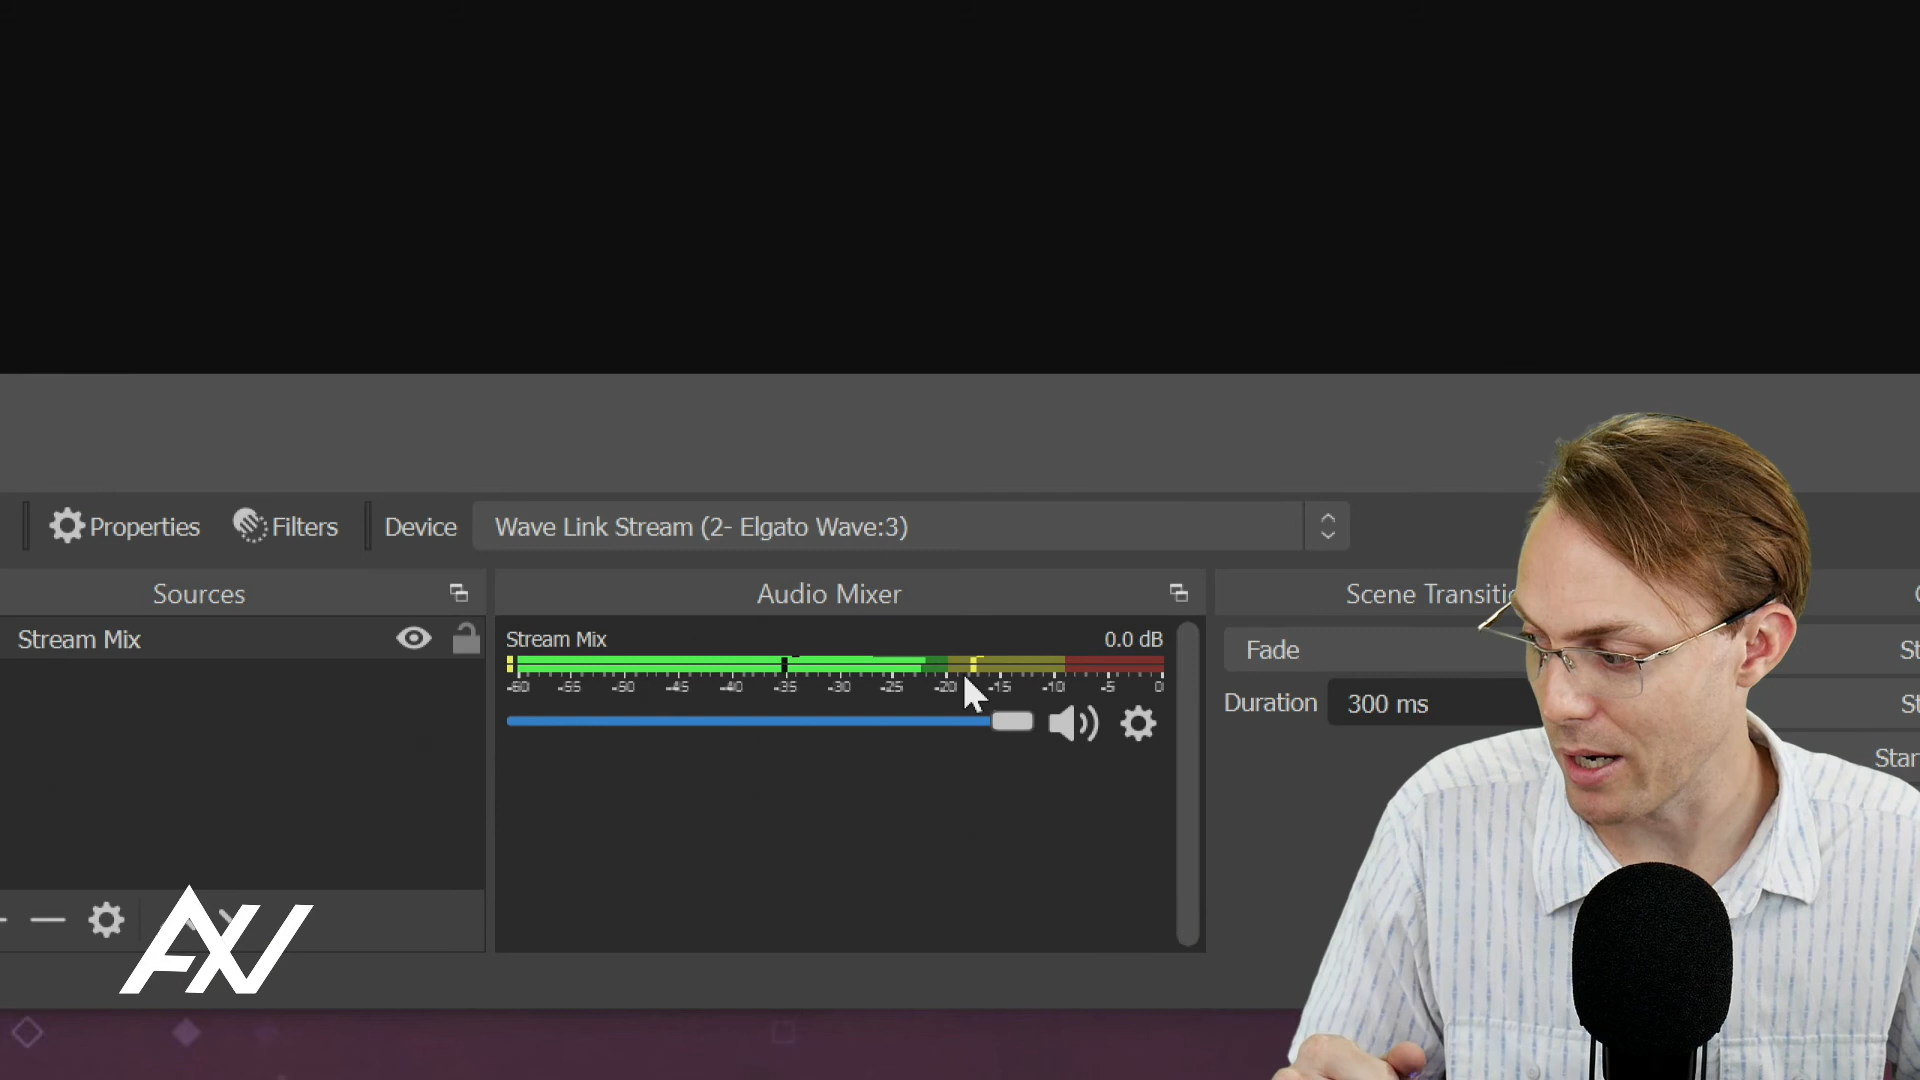 Properties
Filters
Device
Wave Link Stream (2- Elgato Wave:3)
Sources
Audio Mixer
Scene Transitio
Stream Mix
Stream Mix
0.0 dB
-60 -55 -50 -45 -40 -35 -30 -25 -20 -15 -10 -5 0
Fade
Duration
300 ms
St
St
Star